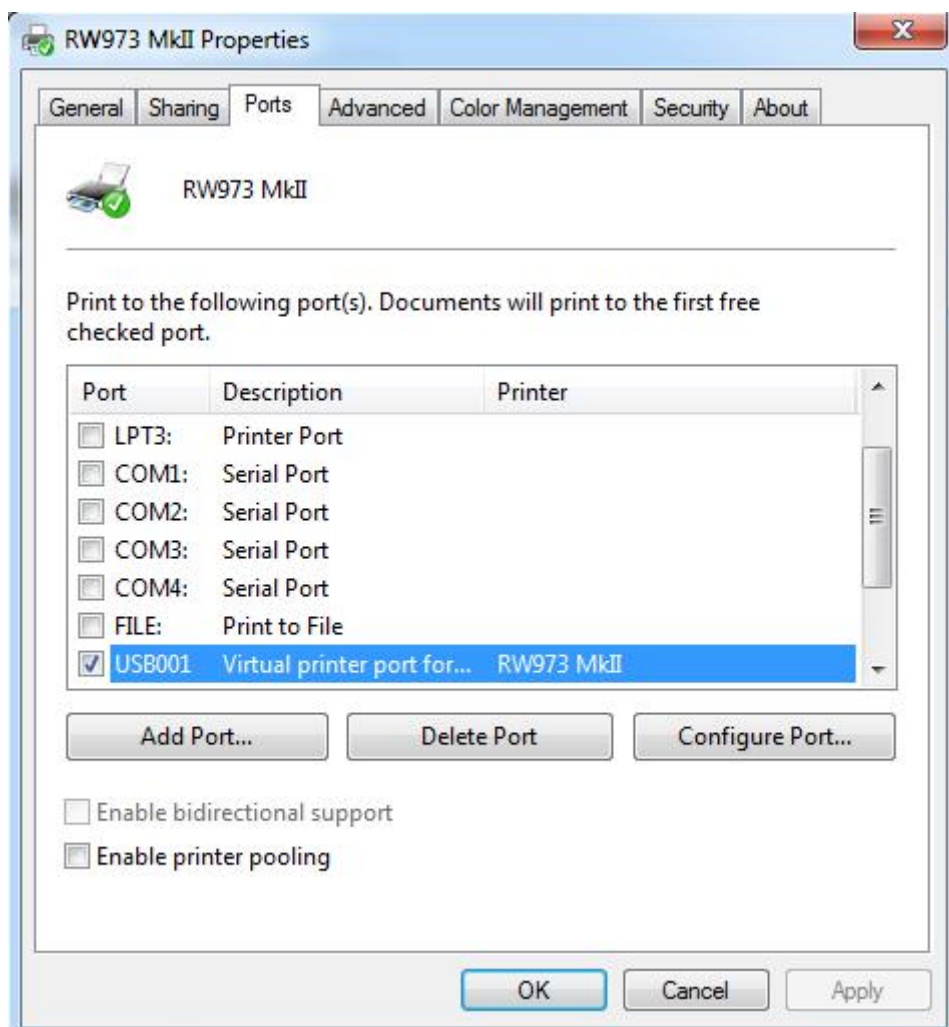 RW973 MkII Properties
General Sharing Ports Advanced Color Management Security About
RW973 MkII
Print to the following port(s). Documents will print to the first free
checked port.
Port Description Printer
LPT3: Printer Port
COM1: Serial Port
COM2: Serial Port
COM3: Serial Port
COM4: Serial Port
FILE: Print to File
USB001 Virtual printer port for... RW973 MkII
Add Port... Delete Port Configure Port...
Enable bidirectional support
Enable printer pooling
OK Cancel Apply